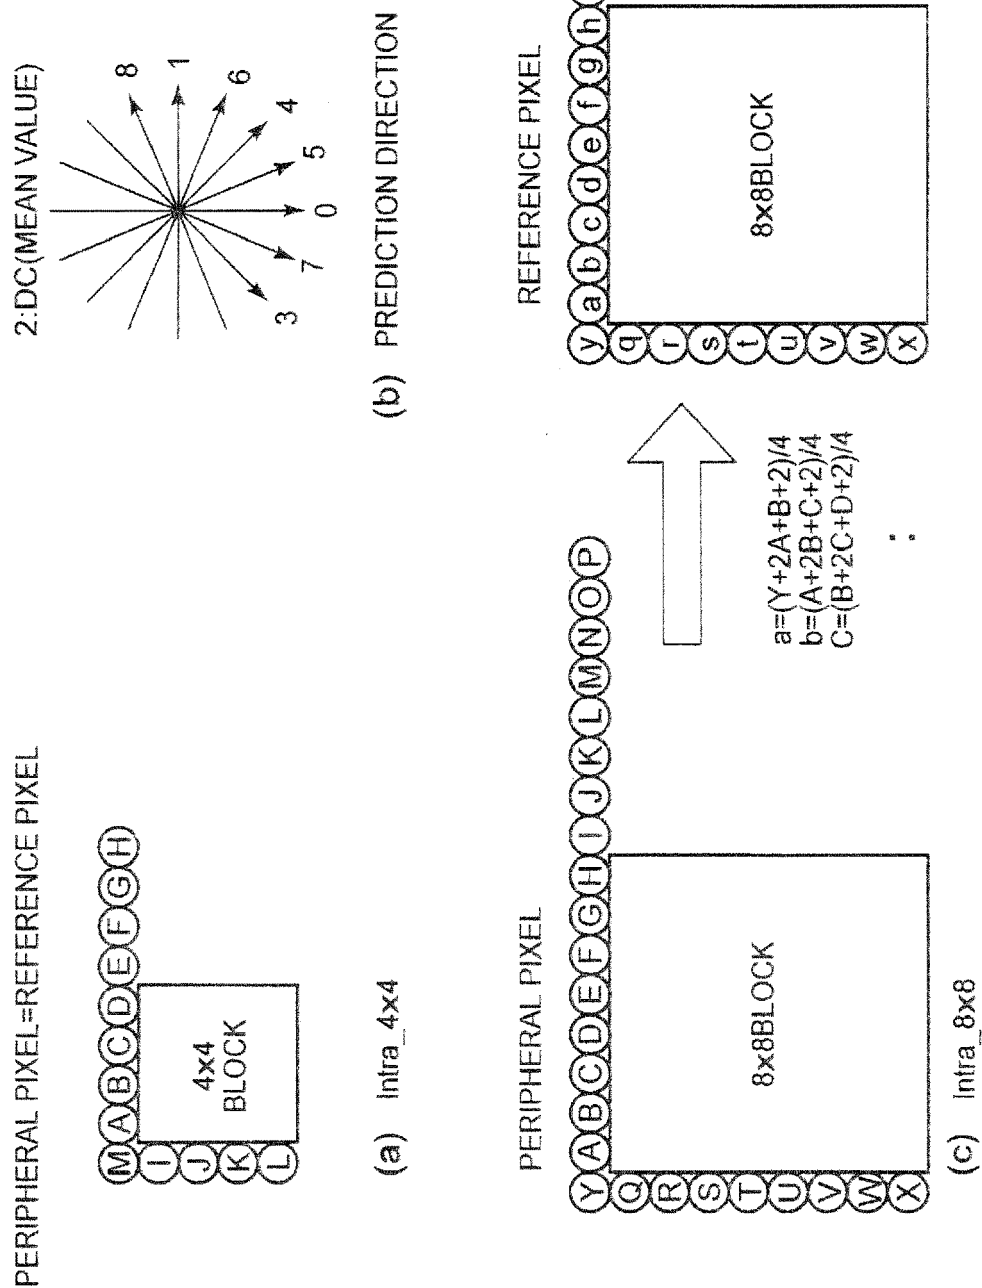 PERIPHERAL PIXEL=REFERENCE PIXEL
M A B C D E F G H
I
J
K
L
4x4
BLOCK
(a) Intra_4x4
2:DC(MEAN VALUE)
8
1
6
4
5
0
7
3
(b) PREDICTION DIRECTION
PERIPHERAL PIXEL
Y A B C D E F G H I J K L M N O P
Q
R
S
T
U
V
W
X
8x8BLOCK
a=(Y+2A+B+2)/4
b=(A+2B+C+2)/4
C=(B+2C+D+2)/4
:
REFERENCE PIXEL
y a b c d e f g h
q
r
s
t
u
v
w
x
8x8BLOCK
(c) Intra_8x8